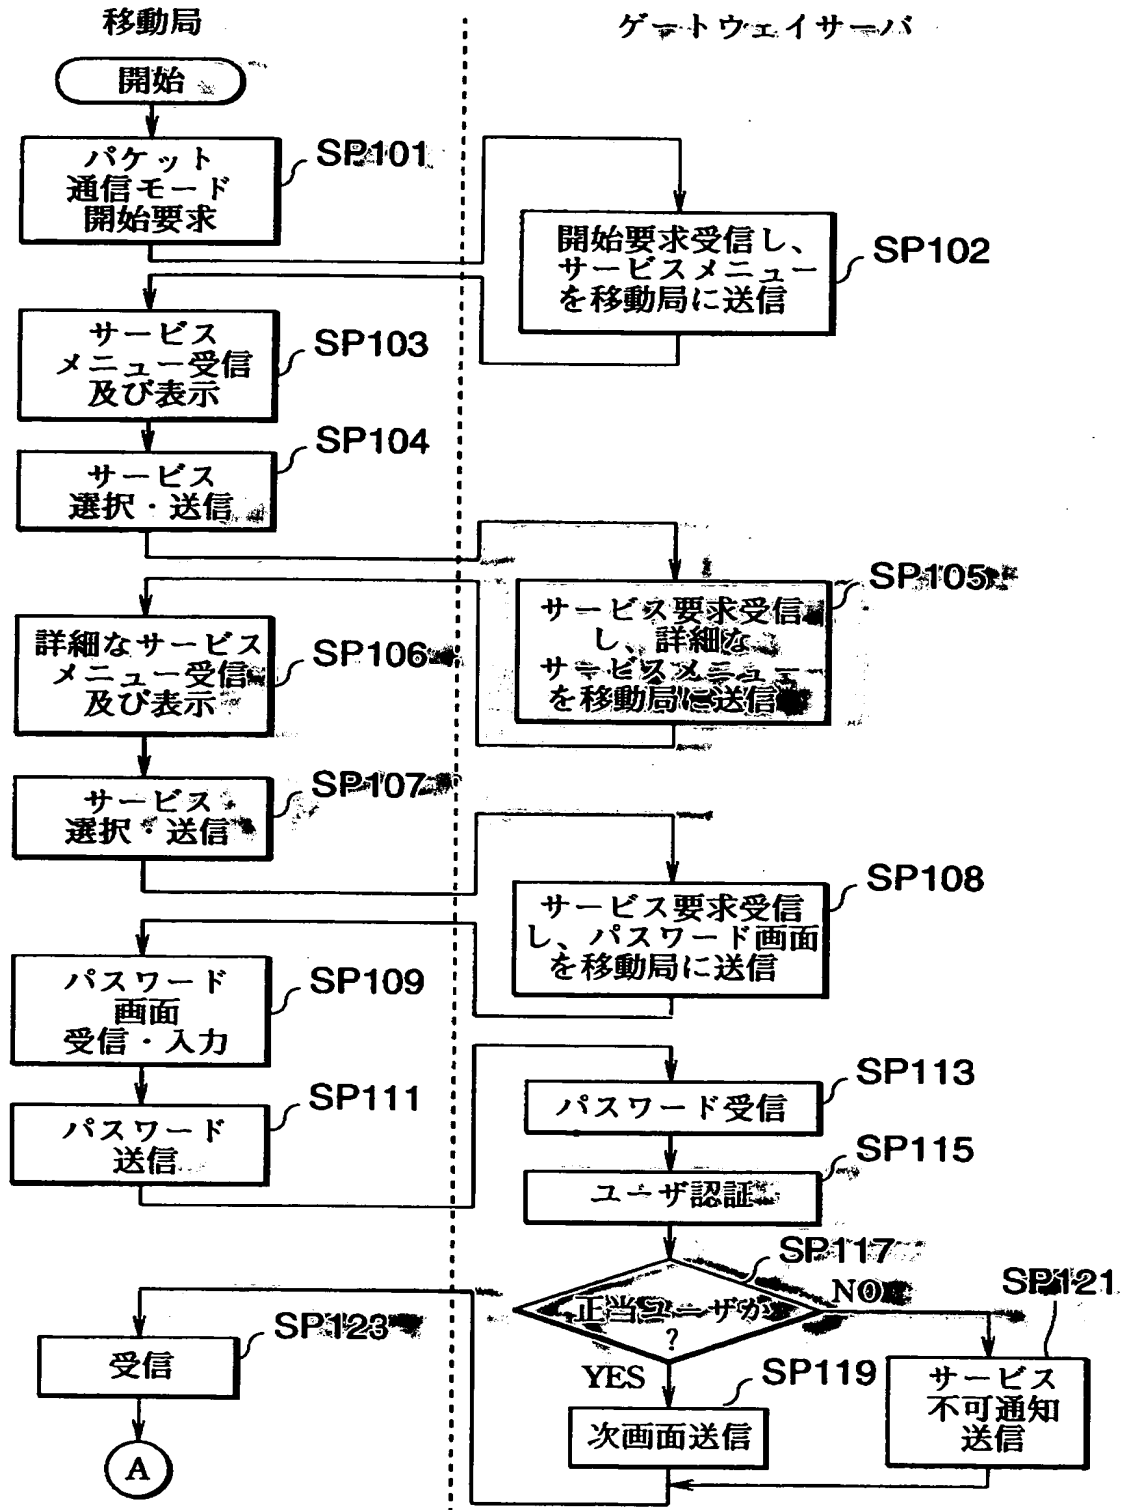 移動局
ゲートウェイサーバ
開始
パケット
通信モード
開始要求
SP101
開始要求受信し、
サービスメニュー
を移動局に送信
SP102
サービス
メニュー受信
及び表示
SP103
サービス
選択・送信
SP104
サービス要求受信
し、詳細な
サービスメニュー
を移動局に送信
SP105
詳細なサービス
メニュー受信
及び表示
SP106
サービス
選択・送信
SP107
サービス要求受信
し、パスワード画面
を移動局に送信
SP108
パスワード
画面
受信・入力
SP109
パスワード
送信
SP111
パスワード受信
SP113
ユーザ認証
SP115
正当ユーザか
?
SP117
NO
YES
次画面送信
SP119
サービス
不可通知
送信
SP121
受信
SP123
A